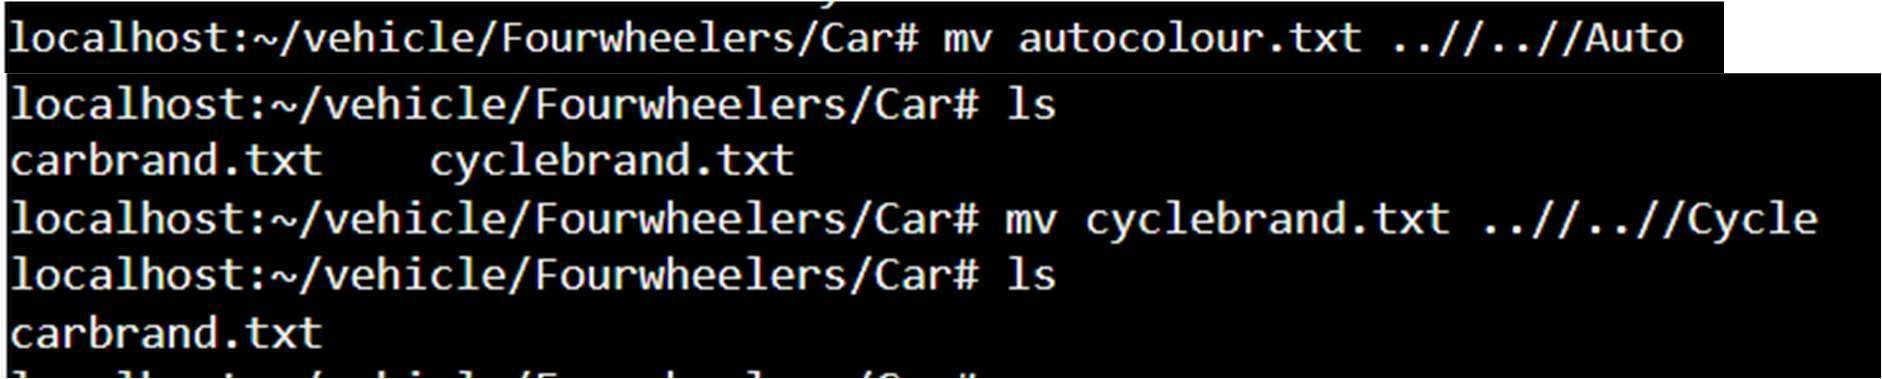 localhost:~/vehicle/Fourwheelers/Car# mv autocolour.txt ..//..//Auto
localhost:~/vehicle/Fourwheelers/Car# ls
carbrand.txt    cyclebrand.txt
localhost:~/vehicle/Fourwheelers/Car# mv cyclebrand.txt ..//..//Cycle
localhost:~/vehicle/Fourwheelers/Car# ls
carbrand.txt